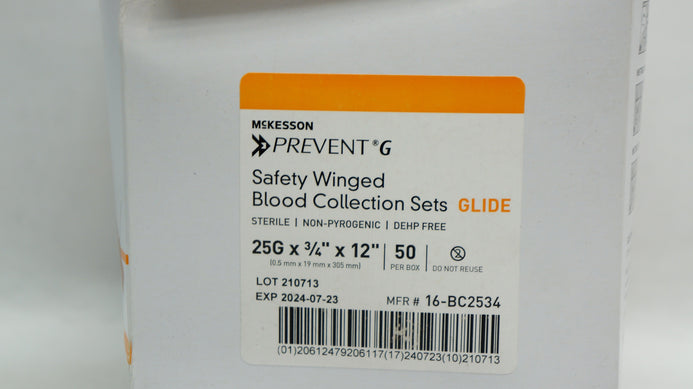 McKESSON
PREVENT® G
Safety Winged
Blood Collection Sets GLIDE
STERILE | NON-PYROGENIC | DEHP FREE
25G x 3/4" x 12" | 50
(0.5 mm x 19 mm x 305 mm) PER BOX DO NOT REUSE
LOT 210713
EXP 2024-07-23 MFR # 16-BC2534
(01)20612479206117(17)240723(10)210713